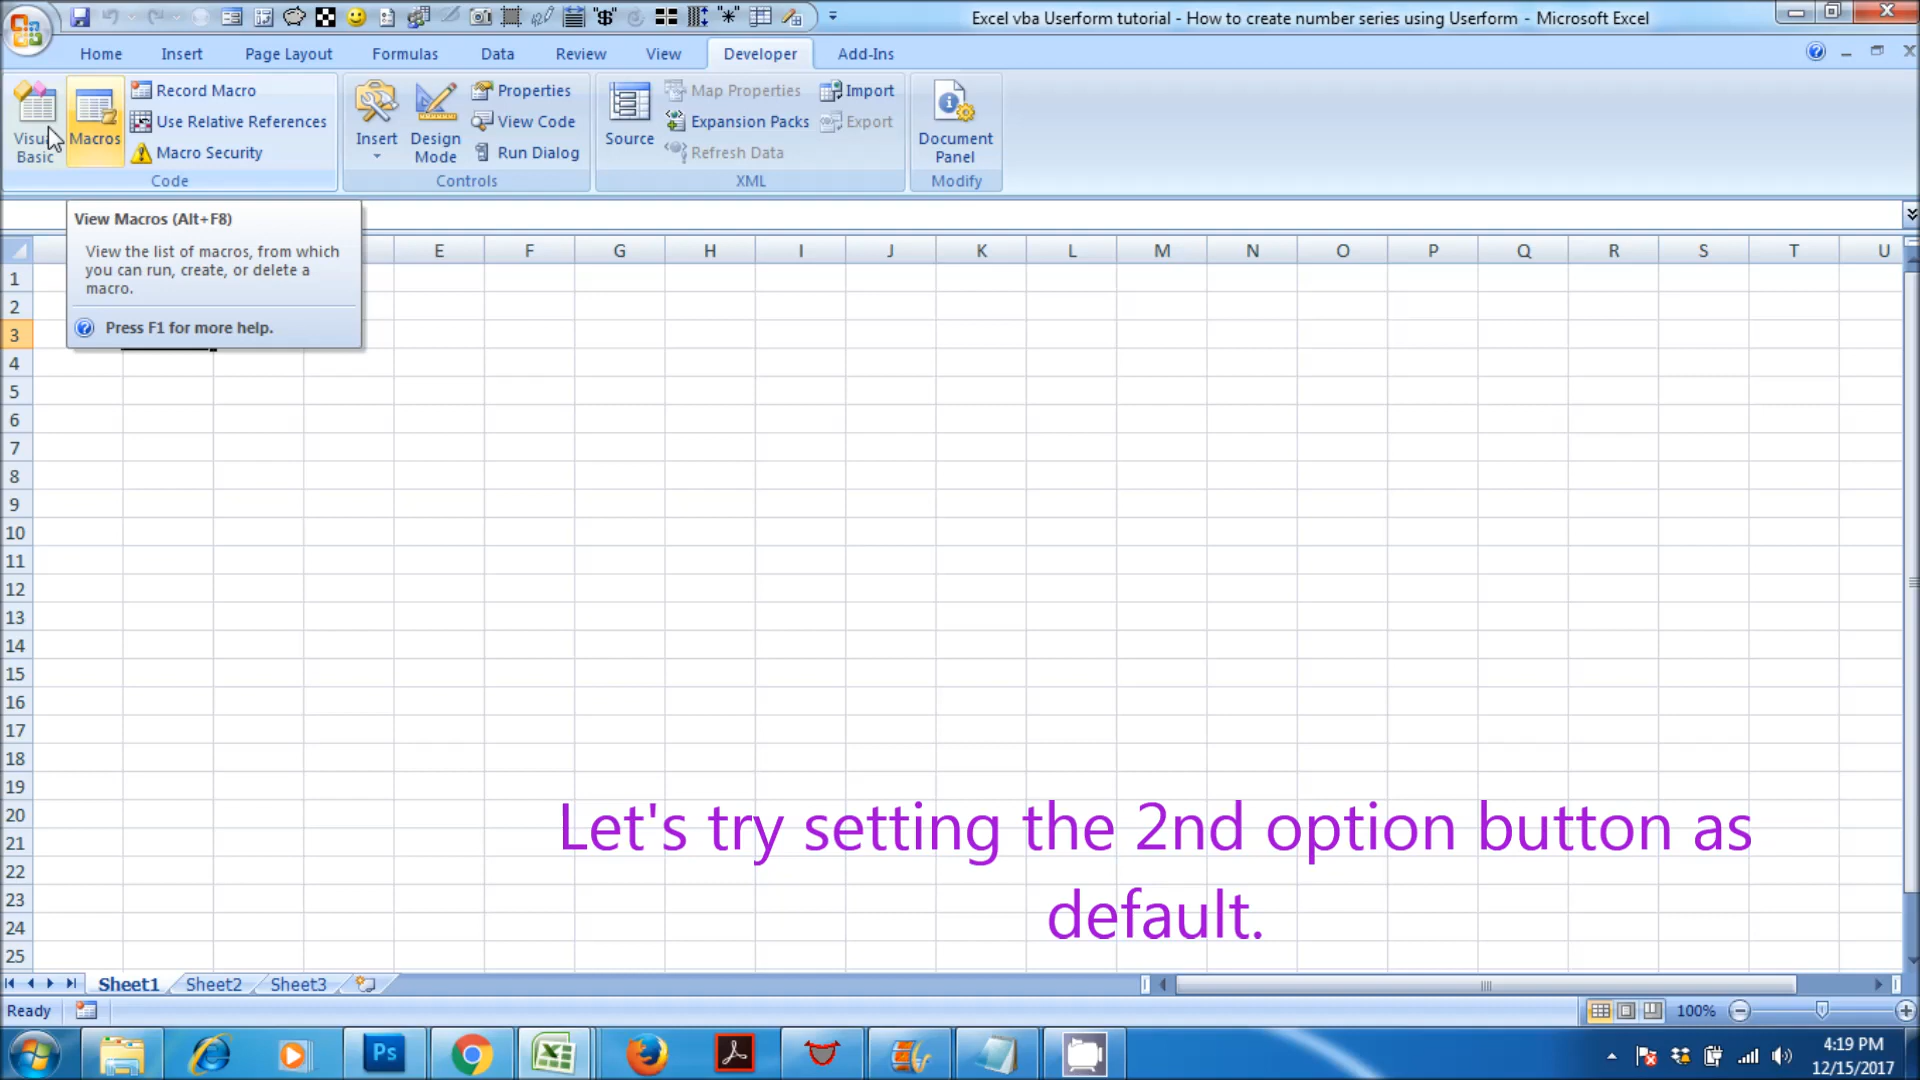 Excel vba Userform tutorial - How to create number series using Userform - Microsoft Excel
Home Insert Page Layout Formulas Data Review View Developer Add-Ins
Visual Basic
Macros
Record Macro
Use Relative References
Macro Security
Code
Insert
Design Mode
Properties
View Code
Run Dialog
Controls
Source
Map Properties
Expansion Packs
Refresh Data
Import
Export
XML
Document Panel
Modify
View Macros (Alt+F8)
View the list of macros, from which
you can run, create, or delete a
macro.
Press F1 for more help.
E F G H I J K L M N O P Q R S T U
1
2
3
4
5
6
7
8
9
10
11
12
13
14
15
16
17
18
19
20
21
22
23
24
25
Let's try setting the 2nd option button as
default.
Sheet1 Sheet2 Sheet3
Ready
100%
Ps
4:19 PM
12/15/2017